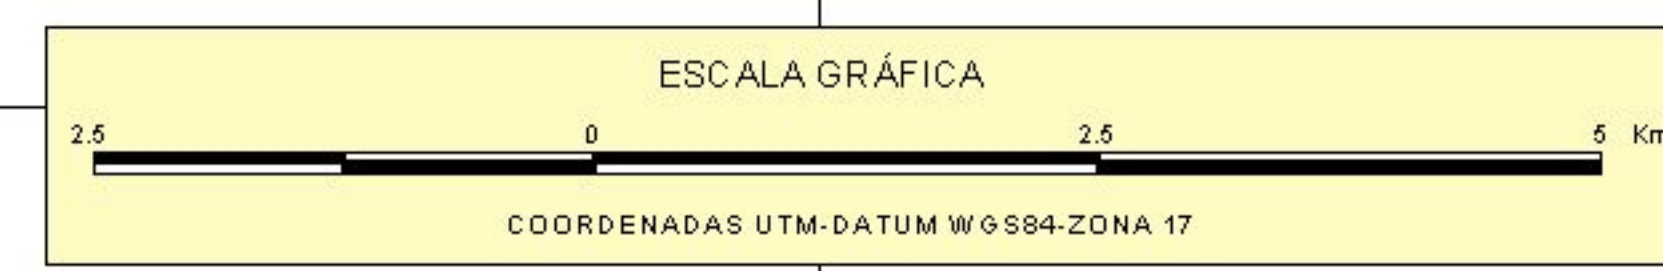 ESCALA GRÁFICA
2.5 0 2.5 5 Km
COORDENADAS UTM-DATUM WGS84-ZONA 17